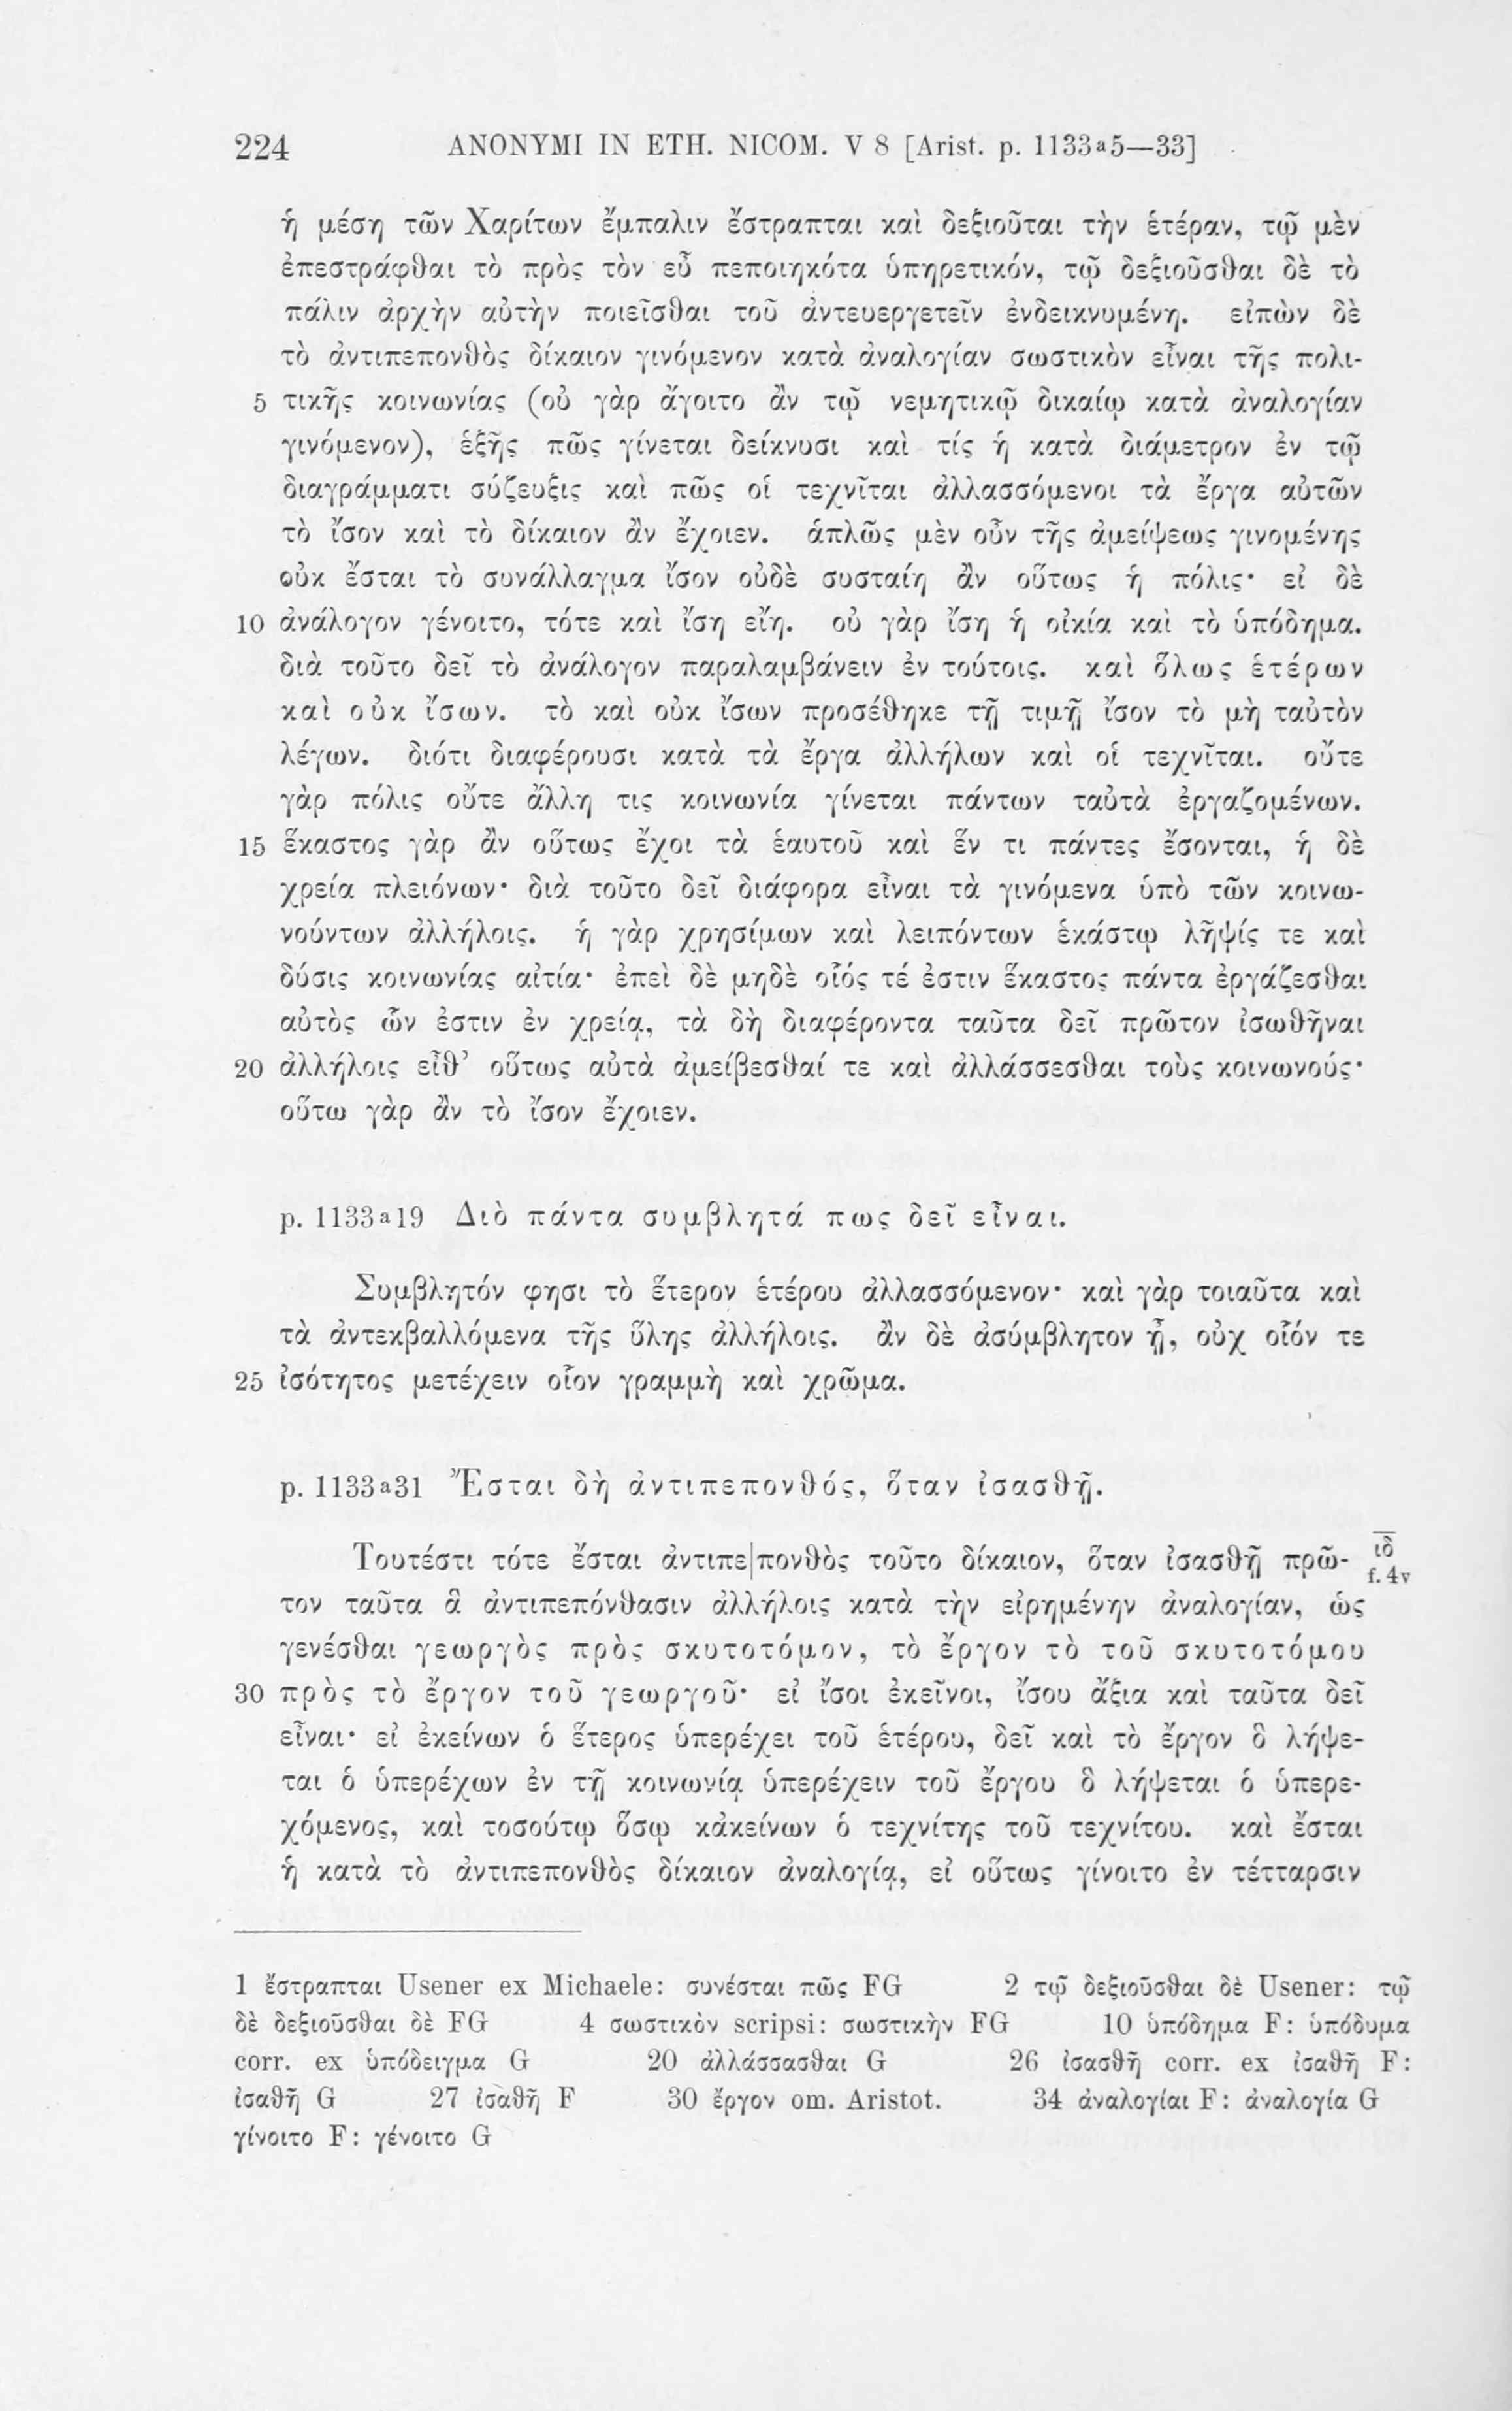 224 ANONYMI IN ETH. NICOM. V 8 [Arist. p. 1133a5—33]
ἡ μέση τῶν Χαρίτων ἔμπαλιν ἔστραπται καὶ δεξιοῦται τὴν ἑτέραν, τῷ μὲν
ἐπεστράφθαι τὸ πρὸς τὸν εὖ πεποιηκότα ὑπηρετικόν, τῷ δεξιοῦσθαι δὲ τὸ
πάλιν ἀρχὴν αὐτὴν ποιεῖσθαι τοῦ ἀντευεργετεῖν ἐνδεικνυμένη. εἰπὼν δὲ
τὸ ἀντιπεπονθὸς δίκαιον γινόμενον κατὰ ἀναλογίαν σωστικὸν εἶναι τῆς πολι-
5 τικῆς κοινωνίας (οὐ γὰρ ἄγοιτο ἂν τῷ νεμητικῷ δικαίῳ κατὰ ἀναλογίαν
γινόμενον), ἑξῆς πῶς γίνεται δείκνυσι καὶ τίς ἡ κατὰ διάμετρον ἐν τῷ
διαγράμματι σύζευξις καὶ πῶς οἱ τεχνῖται ἀλλασσόμενοι τὰ ἔργα αὐτῶν
τὸ ἴσον καὶ τὸ δίκαιον ἂν ἔχοιεν. ἁπλῶς μὲν οὖν τῆς ἀμείψεως γινομένης
οὐκ ἔσται τὸ συνάλλαγμα ἴσον οὐδὲ συσταίη ἂν οὕτως ἡ πόλις· εἰ δὲ
10 ἀνάλογον γένοιτο, τότε καὶ ἴση εἴη. οὐ γὰρ ἴση ἡ οἰκία καὶ τὸ ὑπόδημα.
διὰ τοῦτο δεῖ τὸ ἀνάλογον παραλαμβάνειν ἐν τούτοις. καὶ ὅλως ἑτέρων
καὶ οὐκ ἴσων. τὸ καὶ οὐκ ἴσων προσέθηκε τῇ τιμῇ ἴσον τὸ μὴ ταὐτὸν
λέγων. διότι διαφέρουσι κατὰ τὰ ἔργα ἀλλήλων καὶ οἱ τεχνῖται. οὔτε
γὰρ πόλις οὔτε ἄλλη τις κοινωνία γίνεται πάντων ταὐτὰ ἐργαζομένων.
15 ἕκαστος γὰρ ἂν οὕτως ἔχοι τὰ ἑαυτοῦ καὶ ἕν τι πάντες ἔσονται, ἡ δὲ
χρεία πλειόνων· διὰ τοῦτο δεῖ διάφορα εἶναι τὰ γινόμενα ὑπὸ τῶν κοινω-
νούντων ἀλλήλοις. ἡ γὰρ χρησίμων καὶ λειπόντων ἑκάστῳ λῆψίς τε καὶ
δύσις κοινωνίας αἰτία· ἐπεὶ δὲ μηδὲ οἷός τέ ἐστιν ἕκαστος πάντα ἐργάζεσθαι
αὐτὸς ὧν ἐστιν ἐν χρείᾳ, τὰ δὴ διαφέροντα ταῦτα δεῖ πρῶτον ἰσωθῆναι
20 ἀλλήλοις εἶθ’ οὕτως αὐτὰ ἀμείβεσθαί τε καὶ ἀλλάσσεσθαι τοὺς κοινωνούς·
οὕτω γὰρ ἂν τὸ ἴσον ἔχοιεν.
p. 1133a19 Διὸ πάντα συμβλητά πως δεῖ εἶναι.
Συμβλητόν φησι τὸ ἕτερον ἑτέρου ἀλλασσόμενον· καὶ γὰρ τοιαῦτα καὶ
τὰ ἀντεκβαλλόμενα τῆς ὕλης ἀλλήλοις. ἂν δὲ ἀσύμβλητον ᾖ, οὐχ οἷόν τε
25 ἰσότητος μετέχειν οἷον γραμμὴ καὶ χρῶμα.
p. 1133a31 Ἔσται δὴ ἀντιπεπονθός, ὅταν ἰσασθῇ.
Τουτέστι τότε ἔσται ἀντιπε|πονθὸς τοῦτο δίκαιον, ὅταν ἰσασθῇ πρῶ- ιδ f. 4v
τον ταῦτα ἃ ἀντιπεπόνθασιν ἀλλήλοις κατὰ τὴν εἰρημένην ἀναλογίαν, ὡς
γενέσθαι γεωργὸς πρὸς σκυτοτόμον, τὸ ἔργον τὸ τοῦ σκυτοτόμου
30 πρὸς τὸ ἔργον τοῦ γεωργοῦ· εἰ ἴσοι ἐκεῖνοι, ἴσου ἄξια καὶ ταῦτα δεῖ
εἶναι· εἰ ἐκείνων ὁ ἕτερος ὑπερέχει τοῦ ἑτέρου, δεῖ καὶ τὸ ἔργον ὃ λήψε-
ται ὁ ὑπερέχων ἐν τῇ κοινωνίᾳ ὑπερέχειν τοῦ ἔργου ὃ λήψεται ὁ ὑπερε-
χόμενος, καὶ τοσούτῳ ὅσῳ κἀκείνων ὁ τεχνίτης τοῦ τεχνίτου. καὶ ἔσται
ἡ κατὰ τὸ ἀντιπεπονθὸς δίκαιον ἀναλογίᾳ, εἰ οὕτως γίνοιτο ἐν τέτταρσιν
1 ἔστραπται Usener ex Michaele: συνέσται πῶς FG 2 τῷ δεξιοῦσθαι δὲ Usener: τῷ
δὲ δεξιοῦσθαι δὲ FG 4 σωστικὸν scripsi: σωστικὴν FG 10 ὑπόδημα F: ὑπόδυμα
corr. ex ὑπόδειγμα G 20 ἀλλάσσασθαι G 26 ἰσασθῇ corr. ex ἰσαθῇ F:
ἰσαθῇ G 27 ἰσαθῇ F 30 ἔργον om. Aristot. 34 ἀναλογίαι F: ἀναλογία G
γίνοιτο F: γένοιτο G